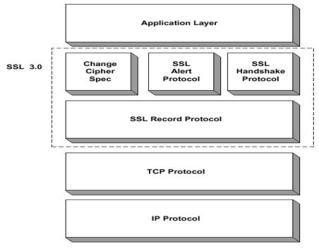 Application Layer
SSL 3.0
Change
Cipher
Spec
SSL
Alert
Protocol
SSL
Handshake
Protocol
SSL Record Protocol
TCP Protocol
IP Protocol